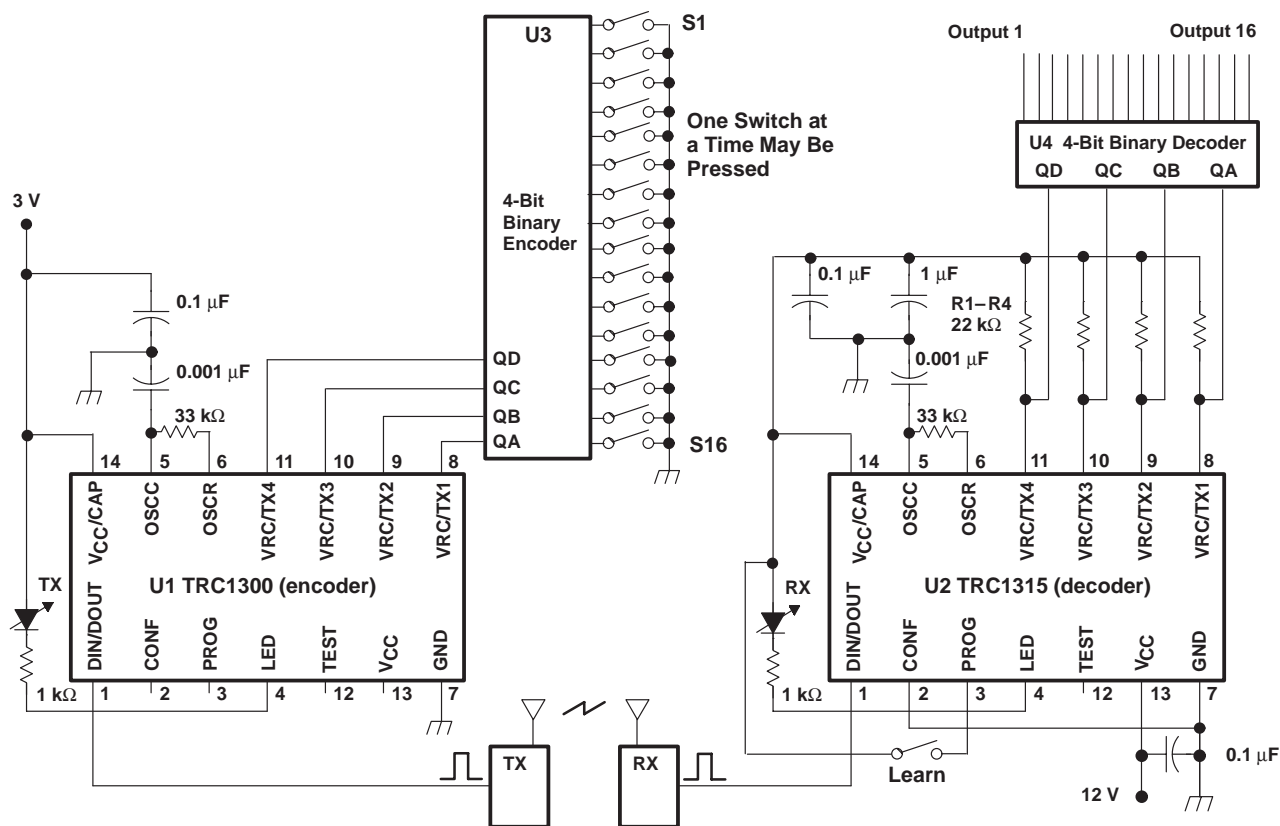 U3
S1
Output 1
Output 16
One Switch at
a Time May Be
Pressed
U4 4-Bit Binary Decoder
QD QC QB QA
4-Bit
Binary
Encoder
3 V
0.1 μF
0.001 μF
33 kΩ
QD
QC
QB
QA
S16
0.1 μF
1 μF
R1–R4
22 kΩ
0.001 μF
33 kΩ
14 5 6 11 10 9 8
VCC/CAP
OSCC
OSCR
VRC/TX4
VRC/TX3
VRC/TX2
VRC/TX1
U1 TRC1300 (encoder)
TX
DIN/DOUT
CONF
PROG
LED
TEST
VCC
GND
1 kΩ
1 2 3 4 12 13 7
14 5 6 11 10 9 8
VCC/CAP
OSCC
OSCR
VRC/TX4
VRC/TX3
VRC/TX2
VRC/TX1
U2 TRC1315 (decoder)
RX
DIN/DOUT
CONF
PROG
LED
TEST
VCC
GND
1 kΩ
1 2 3 4 12 13 7
TX
RX
Learn
0.1 μF
12 V